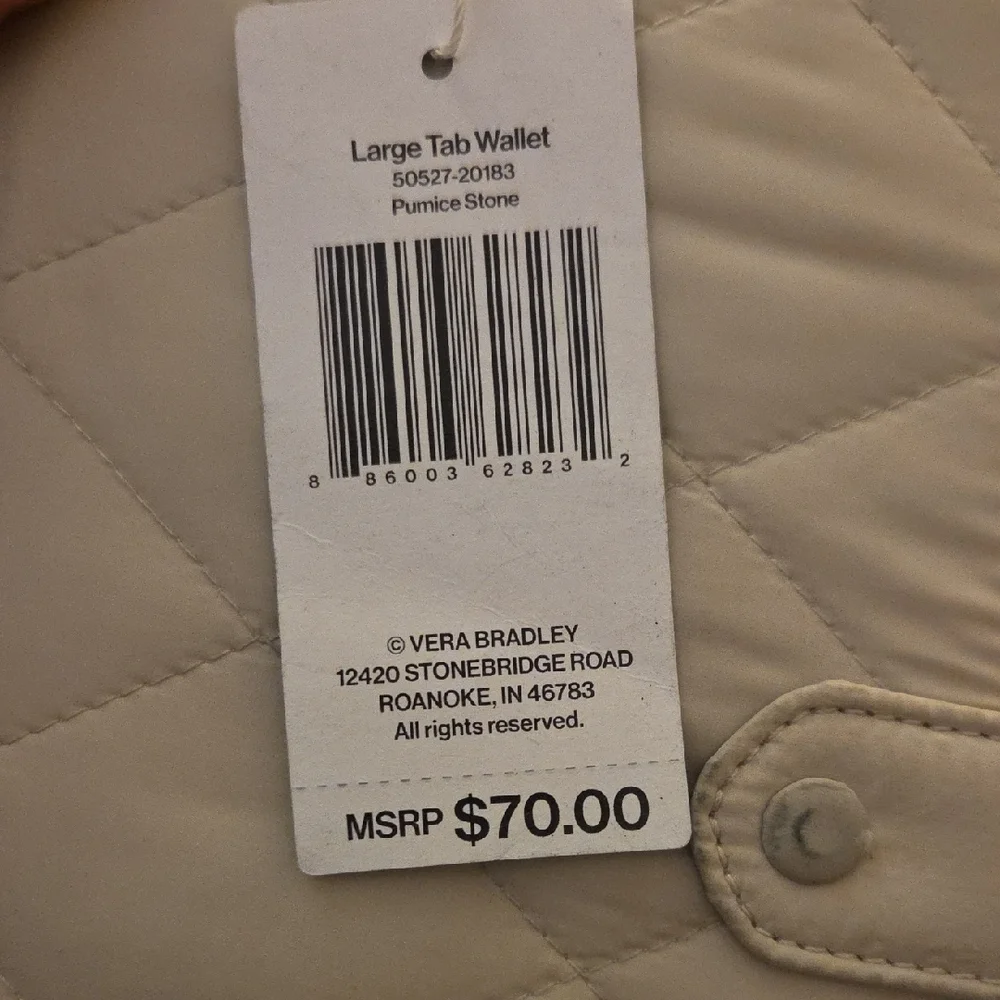 Large Tab Wallet
50527-20183
Pumice Stone
8 86003 62823 2
© VERA BRADLEY
12420 STONEBRIDGE ROAD
ROANOKE, IN 46783
All rights reserved.
MSRP $70.00